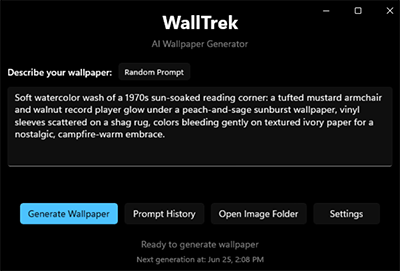 WallTrek
AI Wallpaper Generator
Describe your wallpaper: Random Prompt
Soft watercolor wash of a 1970s sun-soaked reading corner: a tufted mustard armchair
and walnut record player glow under a peach-and-sage sunburst wallpaper, vinyl
sleeves scattered on a shag rug, colors bleeding gently on textured ivory paper for a
nostalgic, campfire-warm embrace.
Generate Wallpaper Prompt History Open Image Folder Settings
Ready to generate wallpaper
Next generation at: Jun 25, 2:08 PM